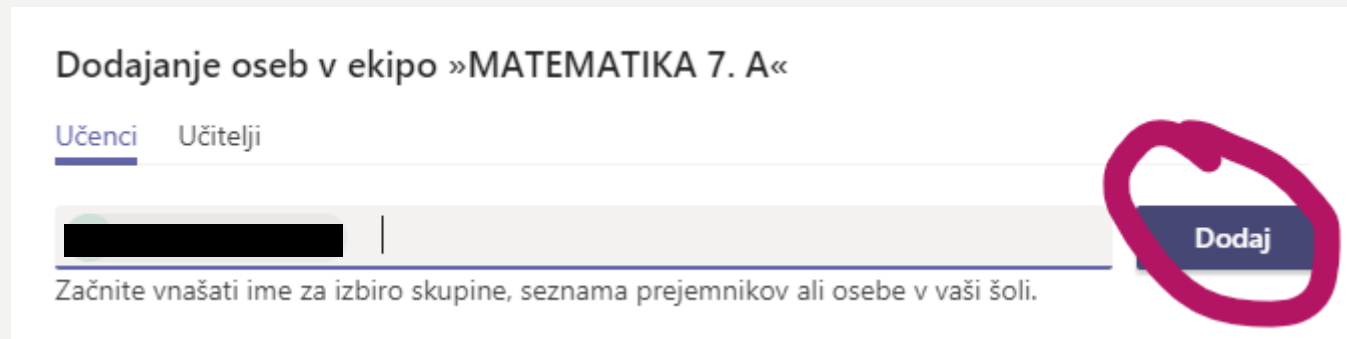 Dodajanje oseb v ekipo »MATEMATIKA 7. A«
Učenci Učitelji
Dodaj
Začnite vnašati ime za izbiro skupine, seznama prejemnikov ali osebe v vaši šoli.